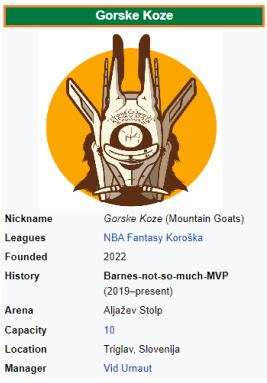 Gorske Koze
Nickname Gorske Koze (Mountain Goats)
Leagues NBA Fantasy Koroška
Founded 2022
History Barnes-not-so-much-MVP
(2019–present)
Arena Aljažev Stolp
Capacity 10
Location Triglav, Slovenija
Manager Vid Urnaut